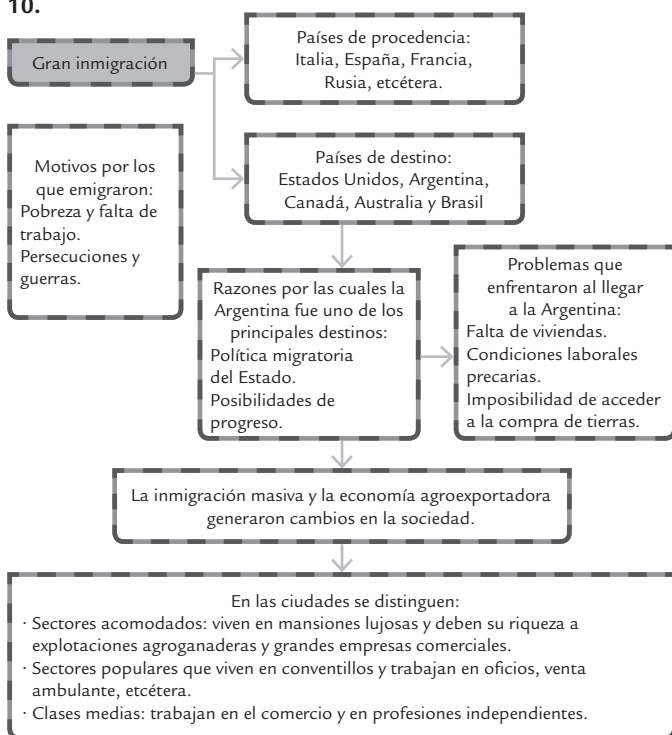 10.
Gran inmigración
Países de procedencia:
Italia, España, Francia,
Rusia, etcétera.
Motivos por los
que emigraron:
Pobreza y falta de
trabajo.
Persecuciones y
guerras.
Países de destino:
Estados Unidos, Argentina,
Canadá, Australia y Brasil
Razones por las cuales la
Argentina fue uno de los
principales destinos:
Política migratoria
del Estado.
Posibilidades de
progreso.
Problemas que
enfrentaron al llegar
a la Argentina:
Falta de viviendas.
Condiciones laborales
precarias.
Imposibilidad de acceder
a la compra de tierras.
La inmigración masiva y la economía agroexportadora
generaron cambios en la sociedad.
En las ciudades se distinguen:
· Sectores acomodados: viven en mansiones lujosas y deben su riqueza a
explotaciones agroganaderas y grandes empresas comerciales.
· Sectores populares que viven en conventillos y trabajan en oficios, venta
ambulante, etcétera.
· Clases medias: trabajan en el comercio y en profesiones independientes.